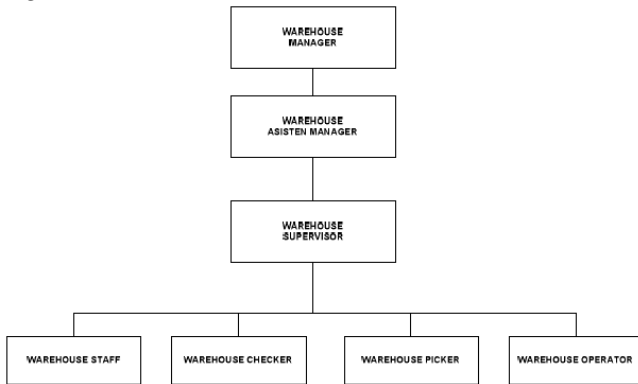 WAREHOUSE
MANAGER
WAREHOUSE
ASISTEN MANAGER
WAREHOUSE
SUPERVISOR
WAREHOUSE STAFF
WAREHOUSE CHECKER
WAREHOUSE PICKER
WAREHOUSE OPERATOR